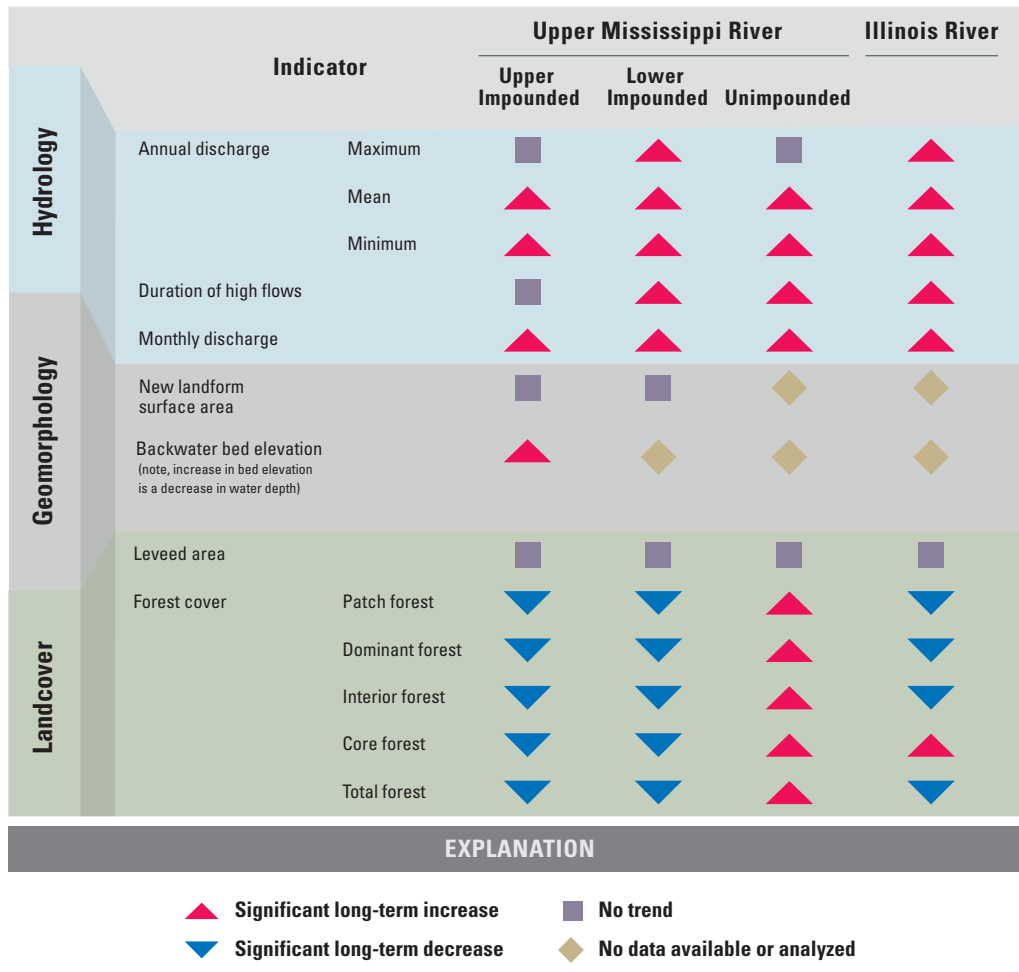 Upper Mississippi River
Illinois River
Indicator
Upper
Impounded
Lower
Impounded
Unimpounded
Hydrology
Annual discharge
Maximum
Mean
Minimum
Duration of high flows
Monthly discharge
Geomorphology
New landform
surface area
Backwater bed elevation
(note, increase in bed elevation
is a decrease in water depth)
Landcover
Leveed area
Forest cover
Patch forest
Dominant forest
Interior forest
Core forest
Total forest
EXPLANATION
Significant long-term increase
No trend
Significant long-term decrease
No data available or analyzed